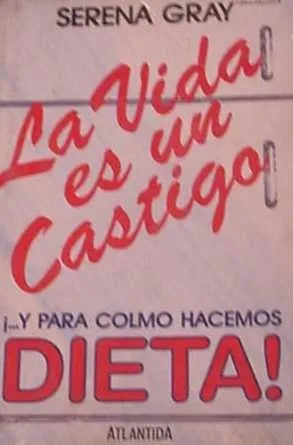 SERENA GRAY
La Vida
es un
Castigo
¡...Y PARA COLMO HACEMOS
DIETA!
ATLANTIDA